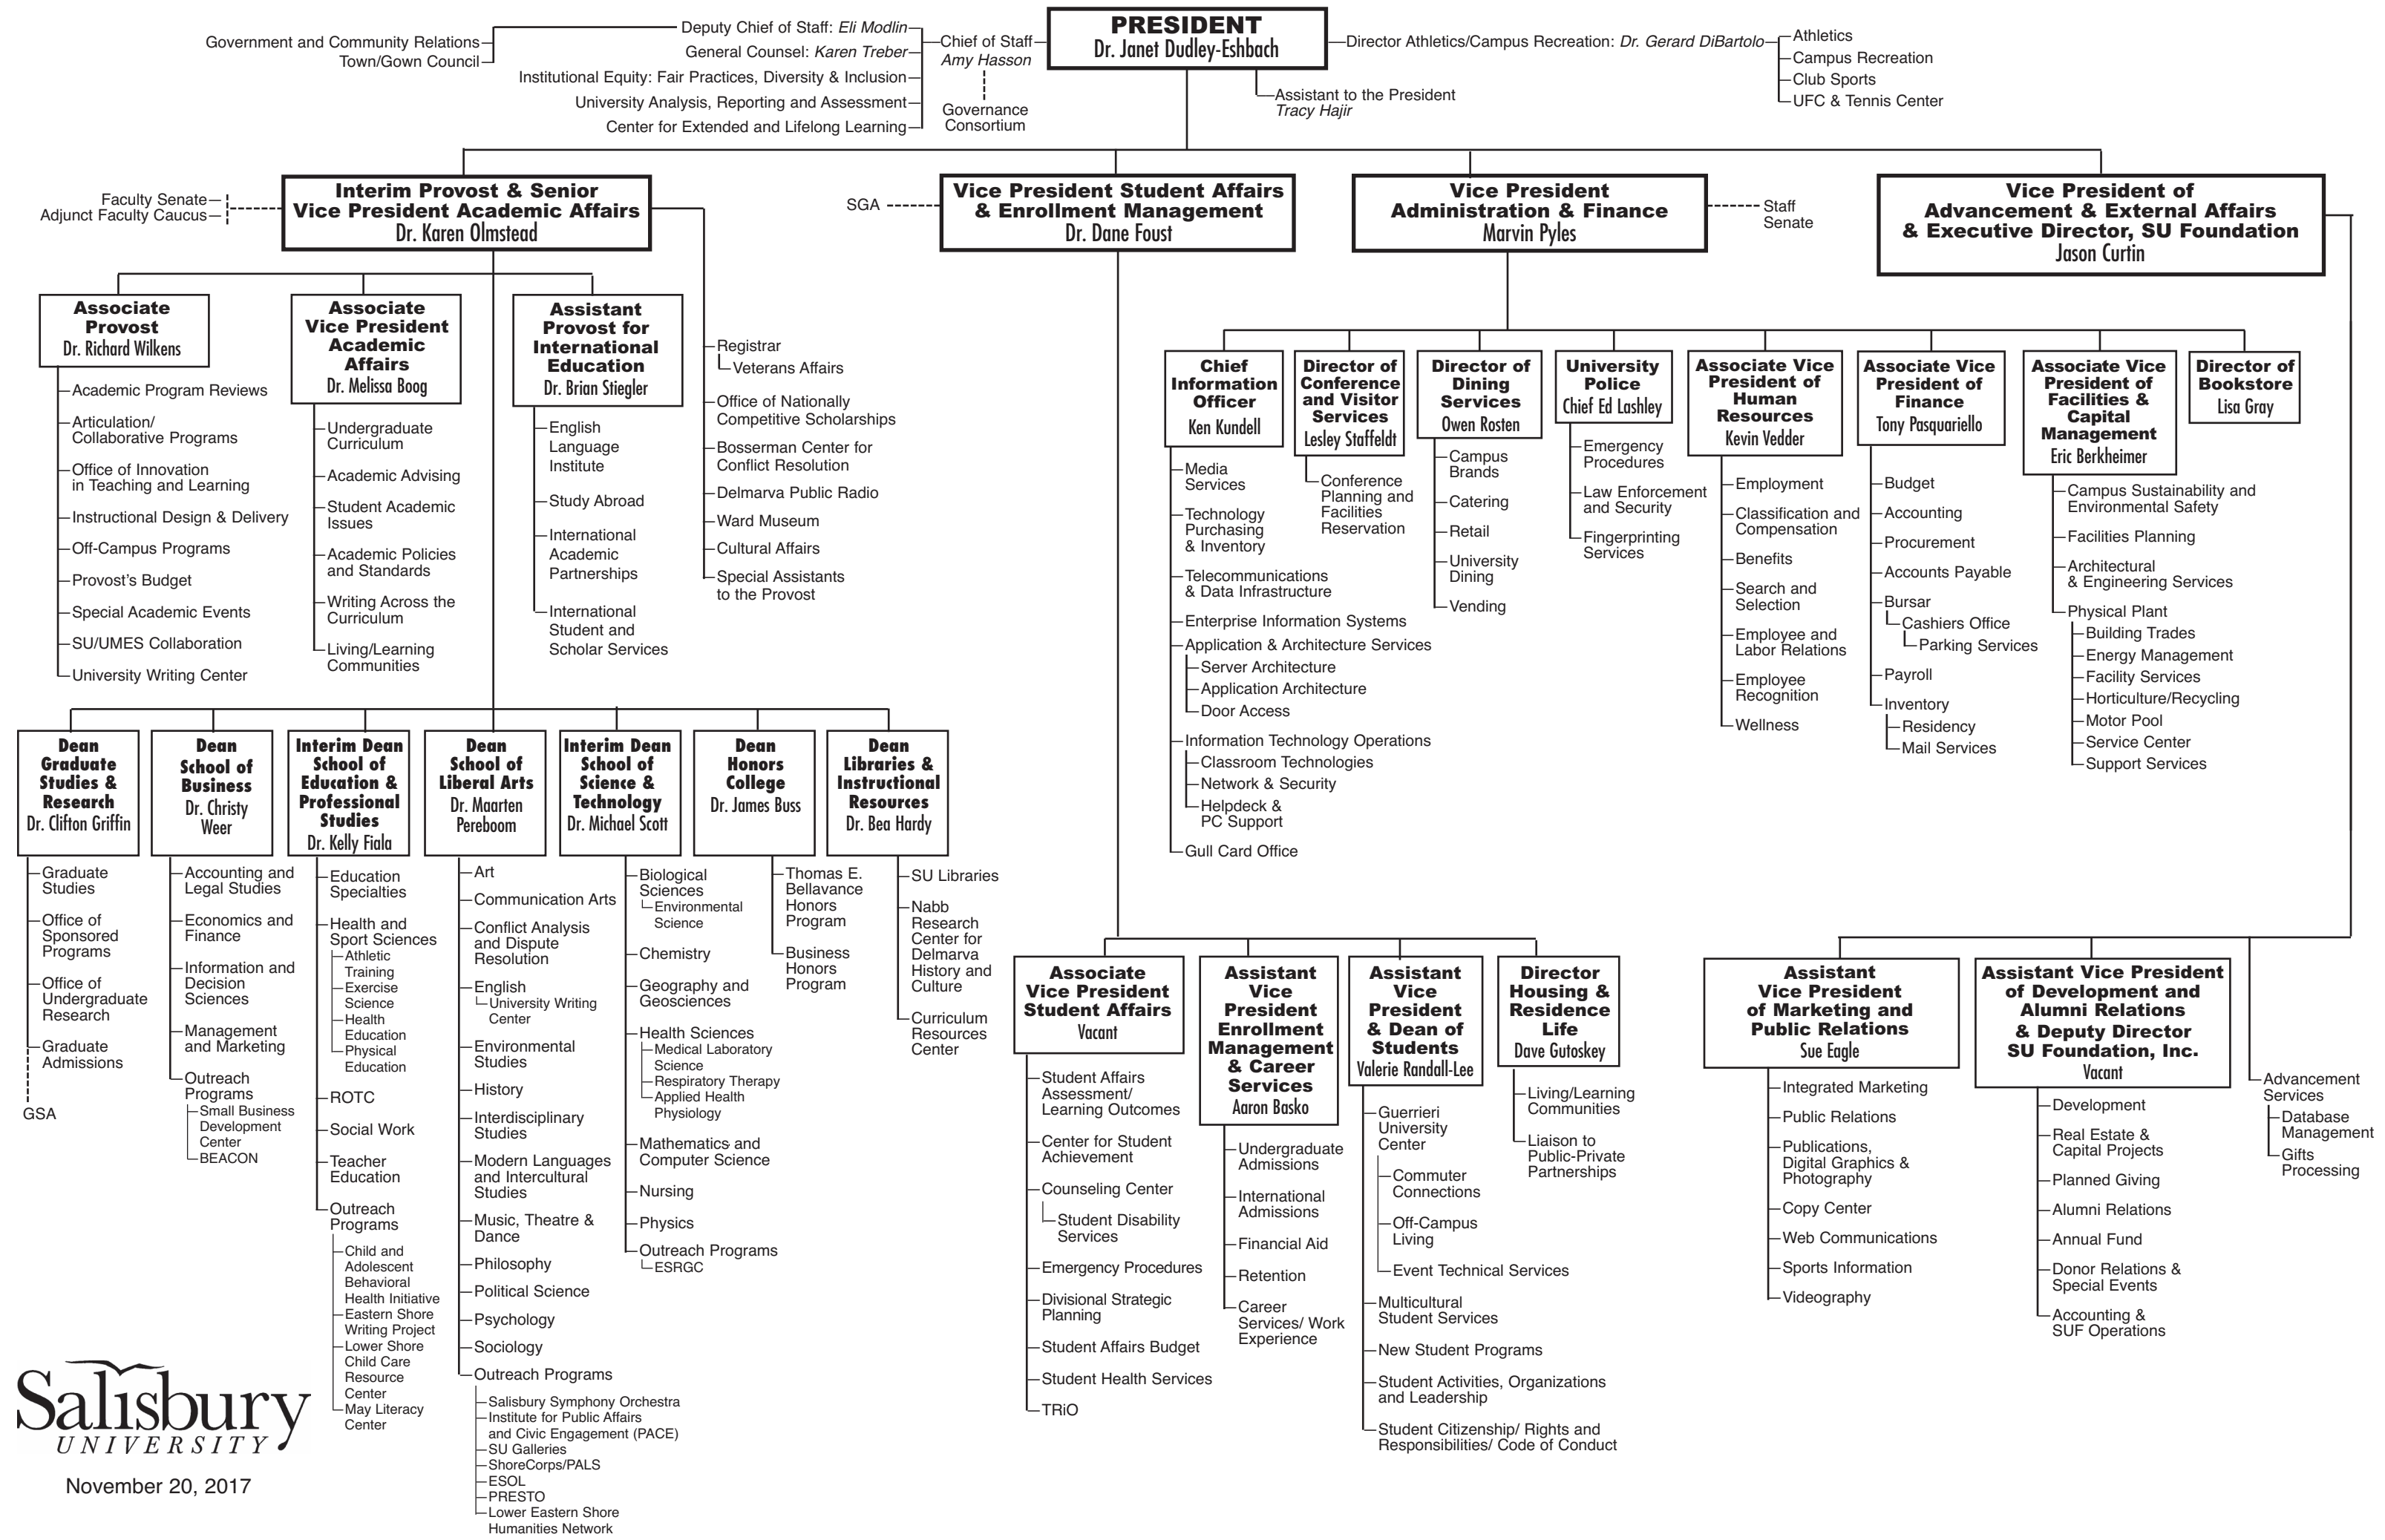 PRESIDENT
Dr. Janet Dudley-Eshbach
Deputy Chief of Staff: Eli Modlin
General Counsel: Karen Treber
Institutional Equity: Fair Practices, Diversity & Inclusion
University Analysis, Reporting and Assessment
Center for Extended and Lifelong Learning
Government and Community Relations
Town/Gown Council
Chief of Staff
Amy Hasson
Governance
Consortium
Assistant to the President
Tracy Hajir
Director Athletics/Campus Recreation: Dr. Gerard DiBartolo
Athletics
Campus Recreation
Club Sports
UFC & Tennis Center
Faculty Senate
Adjunct Faculty Caucus
Interim Provost & Senior
Vice President Academic Affairs
Dr. Karen Olmstead
SGA
Vice President Student Affairs
& Enrollment Management
Dr. Dane Foust
Vice President
Administration & Finance
Marvin Pyles
Staff
Senate
Vice President of
Advancement & External Affairs
& Executive Director, SU Foundation
Jason Curtin
Associate
Provost
Dr. Richard Wilkens
Academic Program Reviews
Articulation/
Collaborative Programs
Office of Innovation
in Teaching and Learning
Instructional Design & Delivery
Off-Campus Programs
Provost's Budget
Special Academic Events
SU/UMES Collaboration
University Writing Center
Associate
Vice President
Academic
Affairs
Dr. Melissa Boog
Undergraduate
Curriculum
Academic Advising
Student Academic
Issues
Academic Policies
and Standards
Writing Across the
Curriculum
Living/Learning
Communities
Assistant
Provost for
International
Education
Dr. Brian Stiegler
English
Language
Institute
Study Abroad
International
Academic
Partnerships
International
Student and
Scholar Services
Registrar
Veterans Affairs
Office of Nationally
Competitive Scholarships
Bosserman Center for
Conflict Resolution
Delmarva Public Radio
Ward Museum
Cultural Affairs
Special Assistants
to the Provost
Chief
Information
Officer
Ken Kundell
Media
Services
Technology
Purchasing
& Inventory
Telecommunications
& Data Infrastructure
Enterprise Information Systems
Application & Architecture Services
Server Architecture
Application Architecture
Door Access
Information Technology Operations
Classroom Technologies
Network & Security
Helpdeck &
PC Support
Gull Card Office
Director of
Conference
and Visitor
Services
Lesley Staffeldt
Conference
Planning and
Facilities
Reservation
Director of
Dining
Services
Owen Rosten
Campus
Brands
Catering
Retail
University
Dining
Vending
University
Police
Chief Ed Lashley
Emergency
Procedures
Law Enforcement
and Security
Fingerprinting
Services
Associate Vice
President of
Human
Resources
Kevin Vedder
Employment
Classification and
Compensation
Benefits
Search and
Selection
Employee and
Labor Relations
Employee
Recognition
Wellness
Associate Vice
President of
Finance
Tony Pasquariello
Budget
Accounting
Procurement
Accounts Payable
Bursar
Cashiers Office
Parking Services
Payroll
Inventory
Residency
Mail Services
Associate Vice
President of
Facilities &
Capital
Management
Eric Berkheimer
Campus Sustainability and
Environmental Safety
Facilities Planning
Architectural
& Engineering Services
Physical Plant
Building Trades
Energy Management
Facility Services
Horticulture/Recycling
Motor Pool
Service Center
Support Services
Director of
Bookstore
Lisa Gray
Dean
Graduate
Studies &
Research
Dr. Clifton Griffin
Graduate
Studies
Office of
Sponsored
Programs
Office of
Undergraduate
Research
Graduate
Admissions
GSA
Dean
School of
Business
Dr. Christy
Weer
Accounting and
Legal Studies
Economics and
Finance
Information and
Decision
Sciences
Management
and Marketing
Outreach
Programs
Small Business
Development
Center
BEACON
Interim Dean
School of
Education &
Professional
Studies
Dr. Kelly Fiala
Education
Specialties
Health and
Sport Sciences
Athletic
Training
Exercise
Science
Health
Education
Physical
Education
ROTC
Social Work
Teacher
Education
Outreach
Programs
Child and
Adolescent
Behavioral
Health Initiative
Eastern Shore
Writing Project
Lower Shore
Child Care
Resource
Center
May Literacy
Center
Dean
School of
Liberal Arts
Dr. Maarten
Pereboom
Art
Communication Arts
Conflict Analysis
and Dispute
Resolution
English
University Writing
Center
Environmental
Studies
History
Interdisciplinary
Studies
Modern Languages
and Intercultural
Studies
Music, Theatre &
Dance
Philosophy
Political Science
Psychology
Sociology
Outreach Programs
Salisbury Symphony Orchestra
Institute for Public Affairs
and Civic Engagement (PACE)
SU Galleries
ShoreCorps/PALS
ESOL
PRESTO
Lower Eastern Shore
Humanities Network
Interim Dean
School of
Science &
Technology
Dr. Michael Scott
Biological
Sciences
Environmental
Science
Chemistry
Geography and
Geosciences
Health Sciences
Medical Laboratory
Science
Respiratory Therapy
Applied Health
Physiology
Mathematics and
Computer Science
Nursing
Physics
Outreach Programs
ESRGC
Dean
Honors
College
Dr. James Buss
Thomas E.
Bellavance
Honors
Program
Business
Honors
Program
Dean
Libraries &
Instructional
Resources
Dr. Bea Hardy
SU Libraries
Nabb
Research
Center for
Delmarva
History and
Culture
Curriculum
Resources
Center
Associate
Vice President
Student Affairs
Vacant
Student Affairs
Assessment/
Learning Outcomes
Center for Student
Achievement
Counseling Center
Student Disability
Services
Emergency Procedures
Divisional Strategic
Planning
Student Affairs Budget
Student Health Services
TRiO
Assistant
Vice
President
Enrollment
Management
& Career
Services
Aaron Basko
Undergraduate
Admissions
International
Admissions
Financial Aid
Retention
Career
Services/ Work
Experience
Assistant
Vice
President
& Dean of
Students
Valerie Randall-Lee
Guerrieri
University
Center
Commuter
Connections
Off-Campus
Living
Event Technical Services
Multicultural
Student Services
New Student Programs
Student Activities, Organizations
and Leadership
Student Citizenship/ Rights and
Responsibilities/ Code of Conduct
Director
Housing &
Residence
Life
Dave Gutoskey
Living/Learning
Communities
Liaison to
Public-Private
Partnerships
Assistant
Vice President
of Marketing and
Public Relations
Sue Eagle
Integrated Marketing
Public Relations
Publications,
Digital Graphics &
Photography
Copy Center
Web Communications
Sports Information
Videography
Assistant Vice President
of Development and
Alumni Relations
& Deputy Director
SU Foundation, Inc.
Vacant
Development
Real Estate &
Capital Projects
Planned Giving
Alumni Relations
Annual Fund
Donor Relations &
Special Events
Accounting &
SUF Operations
Advancement
Services
Database
Management
Gifts
Processing
Salisbury
UNIVERSITY
November 20, 2017